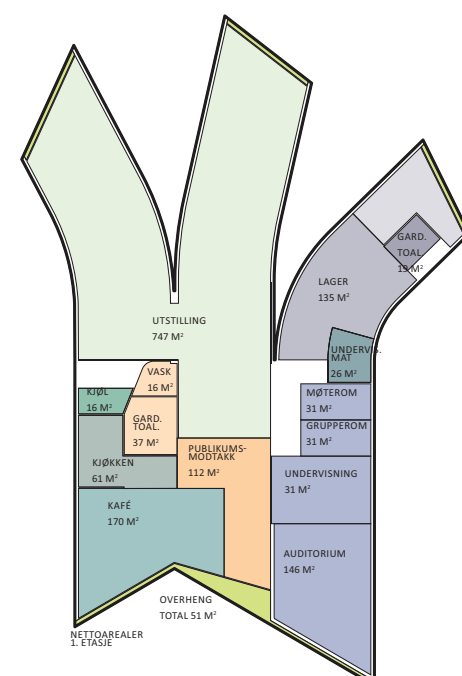 GARD.
TOAL.
19 M²
LAGER
135 M²
UTSTILLING
747 M²
UNDERVIS.
MAT
26 M²
VASK
16 M²
KJØL
16 M²
MØTEROM
31 M²
GARD.
TOAL.
37 M²
GRUPPEROM
31 M²
PUBLIKUMS-
MODTAKK
112 M²
KJØKKEN
61 M²
UNDERVISNING
31 M²
KAFÉ
170 M²
AUDITORIUM
146 M²
OVERHENG
TOTAL 51 M²
NETTOAREALER
1. ETASJE